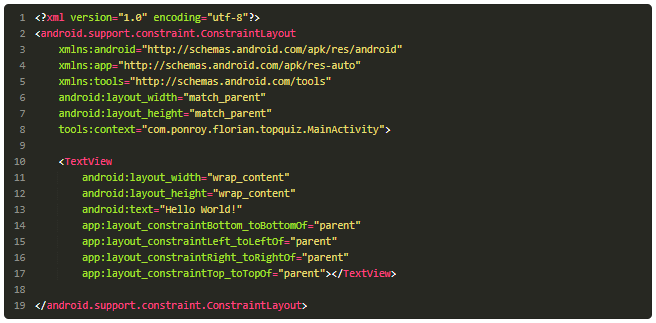 1 <?xml version="1.0" encoding="utf-8"?>
2 <android.support.constraint.ConstraintLayout
3     xmlns:android="http://schemas.android.com/apk/res/android"
4     xmlns:app="http://schemas.android.com/apk/res-auto"
5     xmlns:tools="http://schemas.android.com/tools"
6     android:layout_width="match_parent"
7     android:layout_height="match_parent"
8     tools:context="com.ponroy.florian.topquiz.MainActivity">
9
10     <TextView
11         android:layout_width="wrap_content"
12         android:layout_height="wrap_content"
13         android:text="Hello World!"
14         app:layout_constraintBottom_toBottomOf="parent"
15         app:layout_constraintLeft_toLeftOf="parent"
16         app:layout_constraintRight_toRightOf="parent"
17         app:layout_constraintTop_toTopOf="parent"></TextView>
18
19 </android.support.constraint.ConstraintLayout>